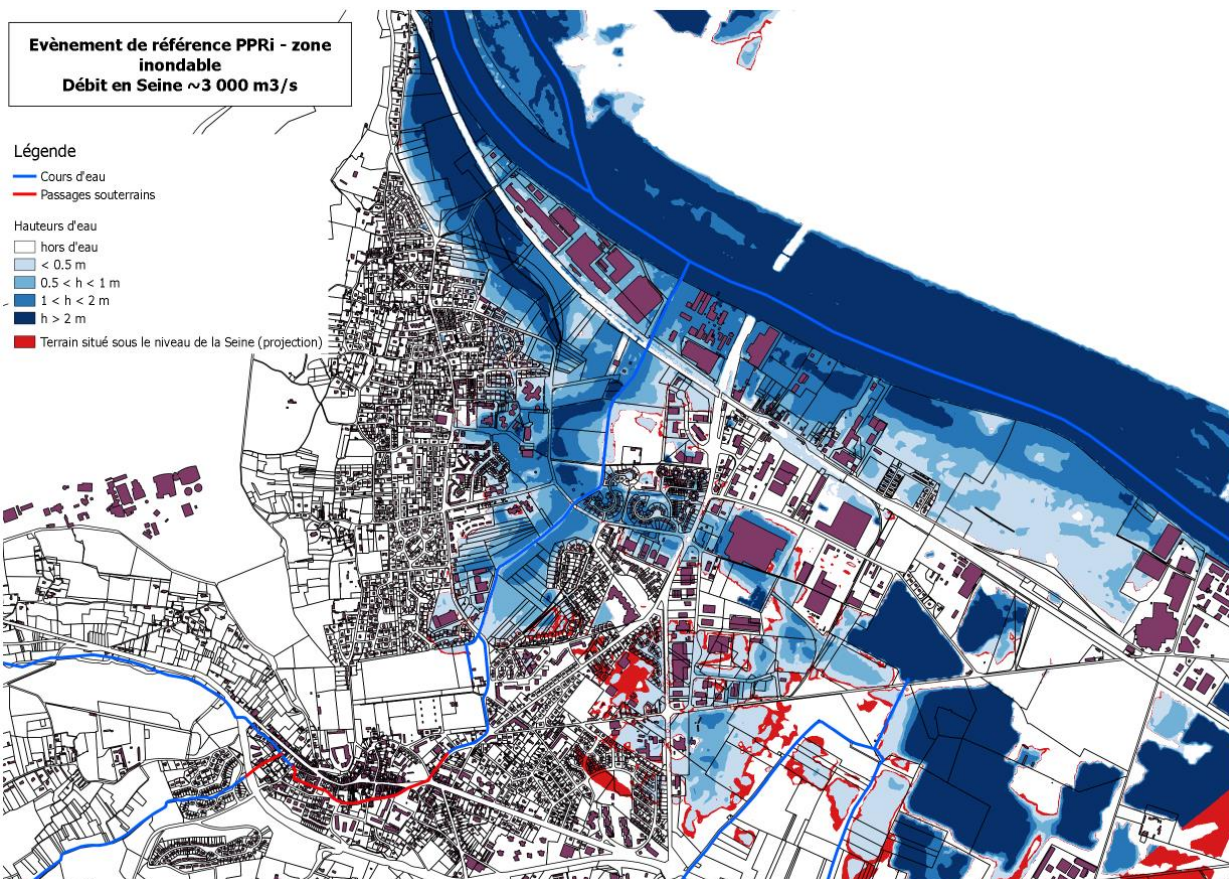 Evènement de référence PPRi - zone
inondable
Débit en Seine ~3 000 m3/s
Légende
Cours d'eau
Passages souterrains
Hauteurs d'eau
hors d'eau
< 0.5 m
0.5 < h < 1 m
1 < h < 2 m
h > 2 m
Terrain situé sous le niveau de la Seine (projection)